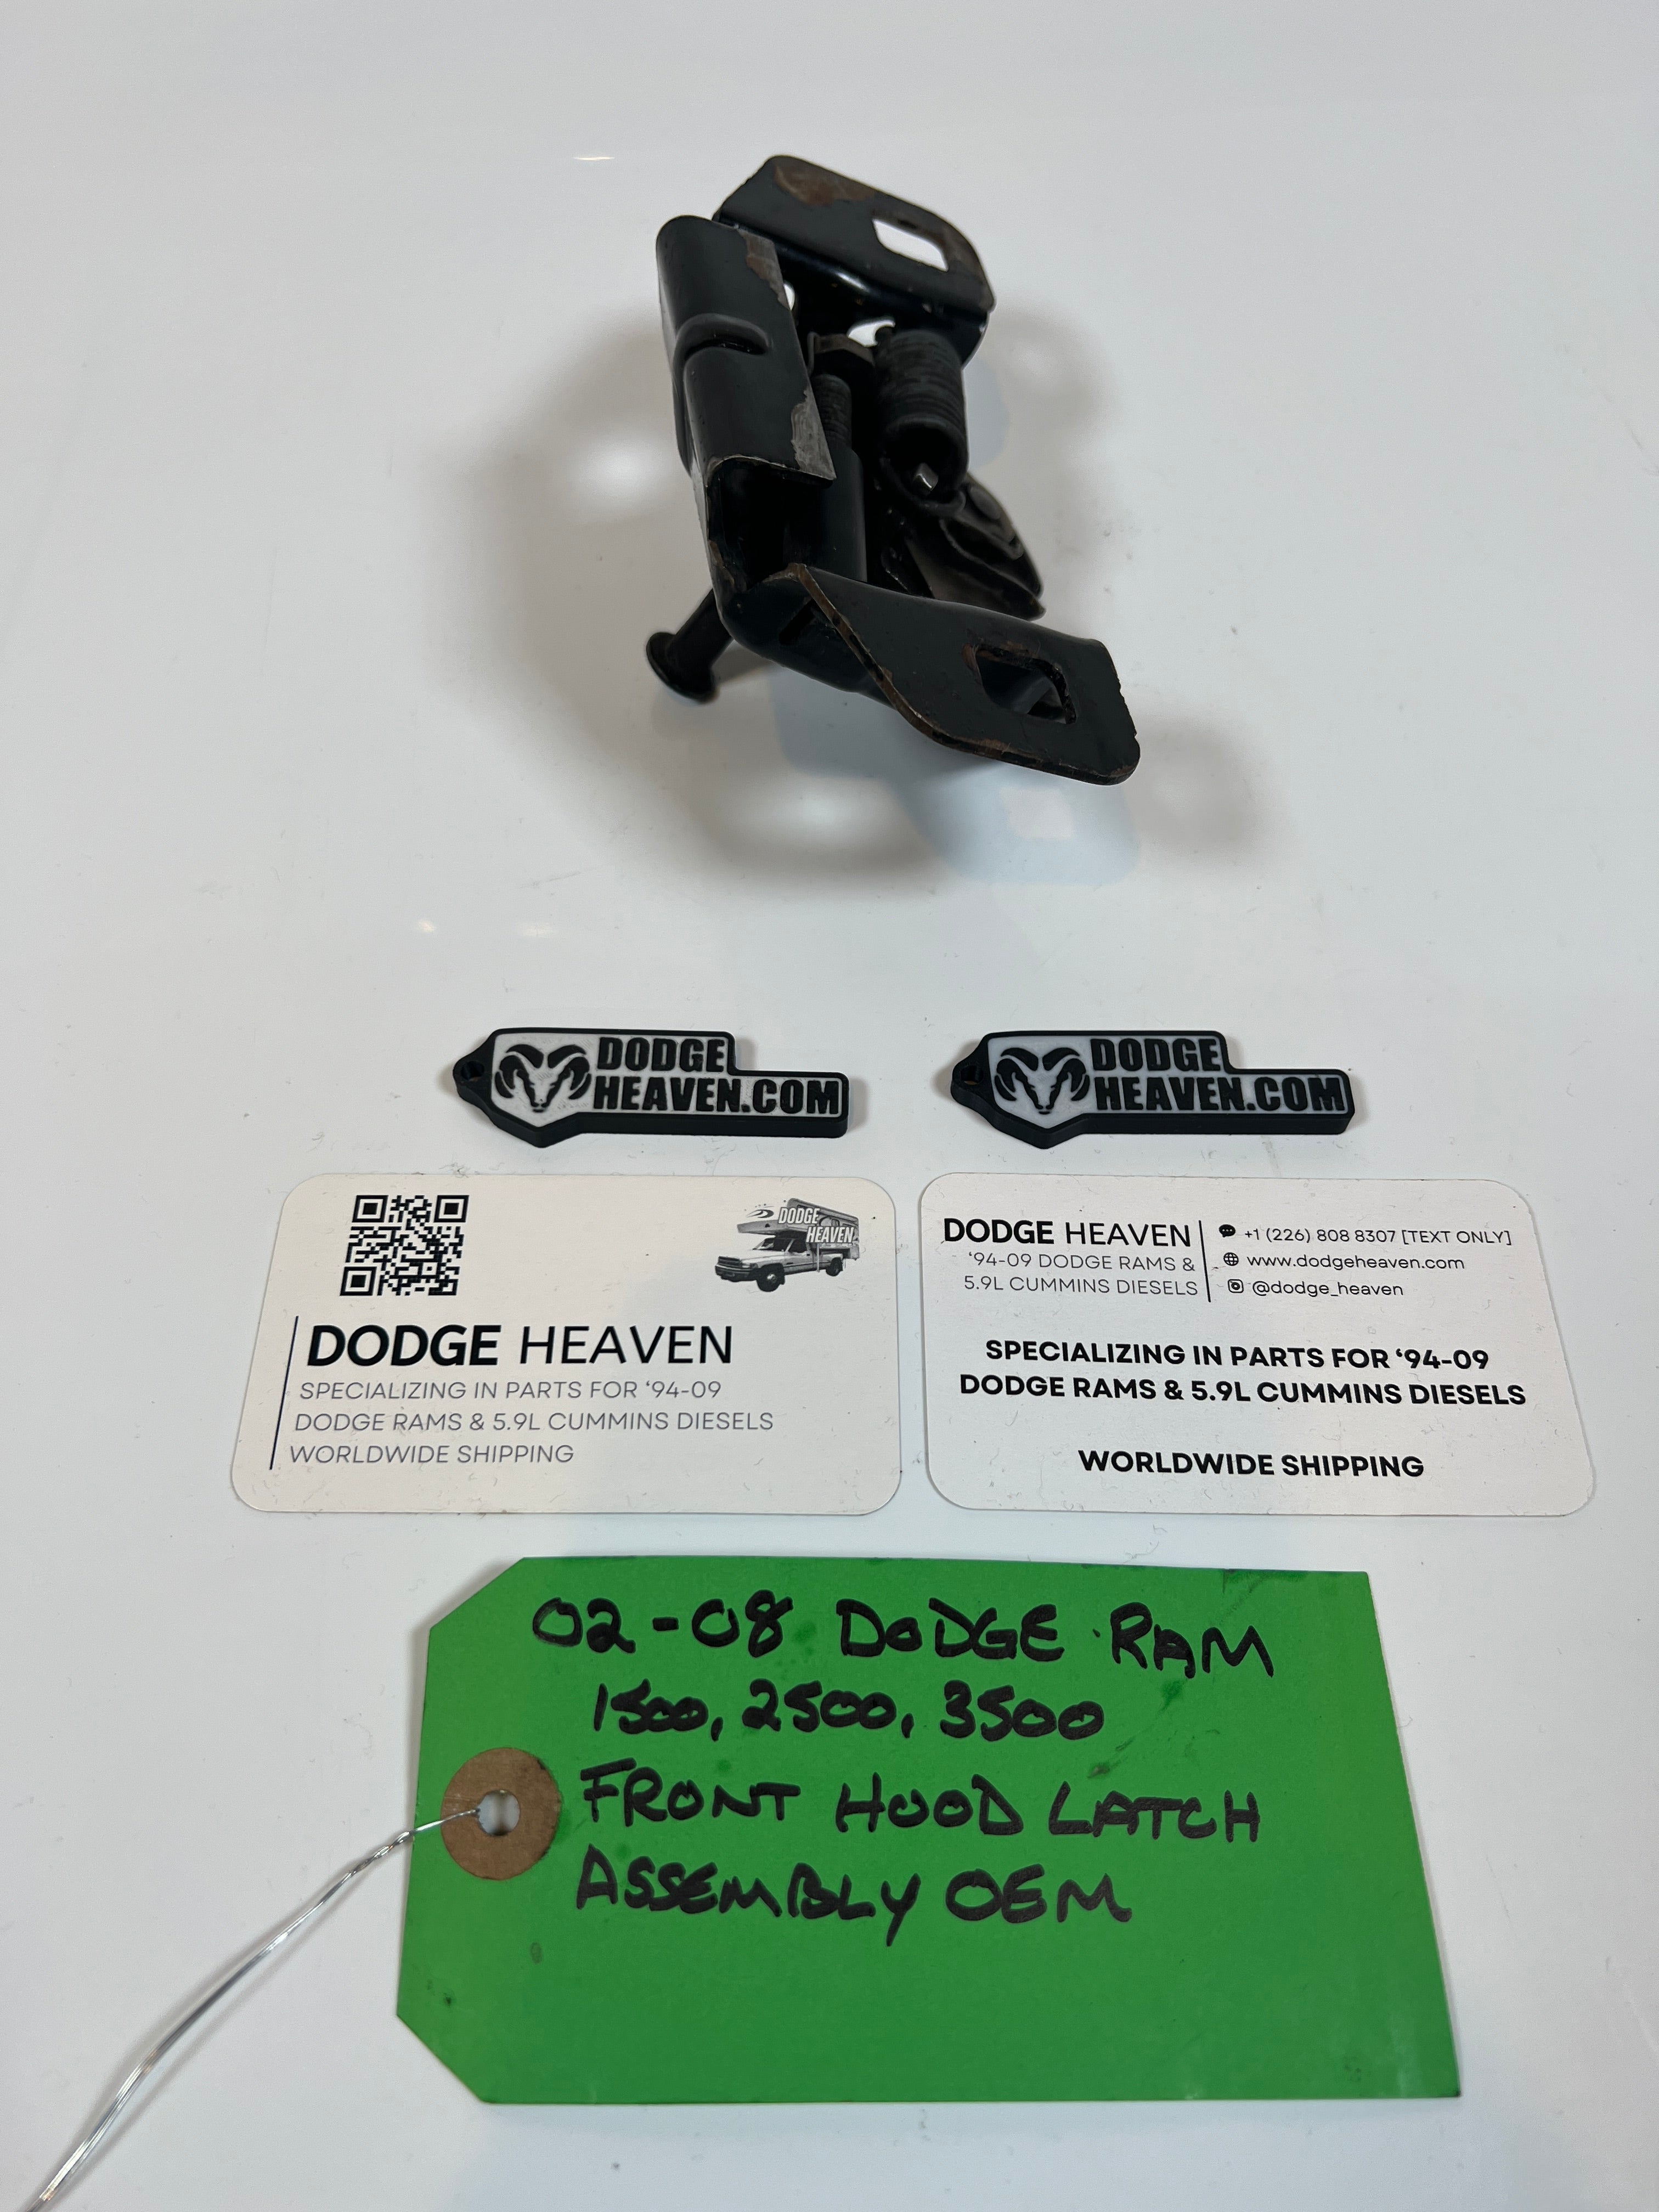 DODGE
HEAVEN.COM
DODGE
HEAVEN.COM
DODGE
HEAVEN
DODGE HEAVEN
SPECIALIZING IN PARTS FOR ‘94-09
DODGE RAMS & 5.9L CUMMINS DIESELS
WORLDWIDE SHIPPING
DODGE HEAVEN
‘94-09 DODGE RAMS &
5.9L CUMMINS DIESELS
+1 (226) 808 8307 [TEXT ONLY]
www.dodgeheaven.com
@dodge_heaven
SPECIALIZING IN PARTS FOR ‘94-09
DODGE RAMS & 5.9L CUMMINS DIESELS
WORLDWIDE SHIPPING
02-08 DODGE RAM
1500, 2500, 3500
FRONT HOOD LATCH
ASSEMBLY OEM